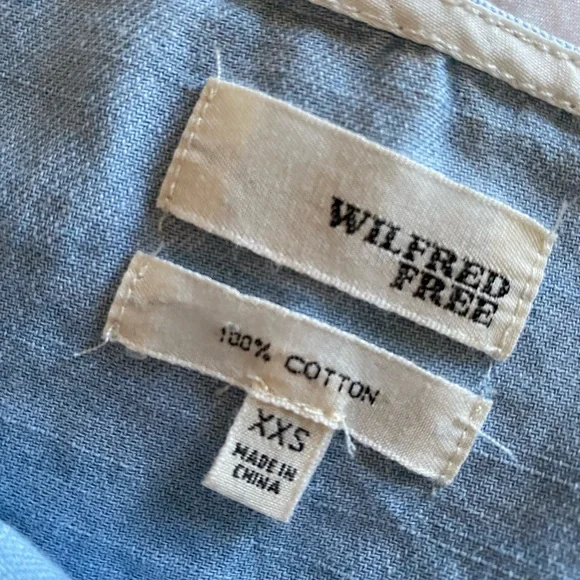 WILFRED
FREE
100% COTTON
XXS
MADE IN
CHINA